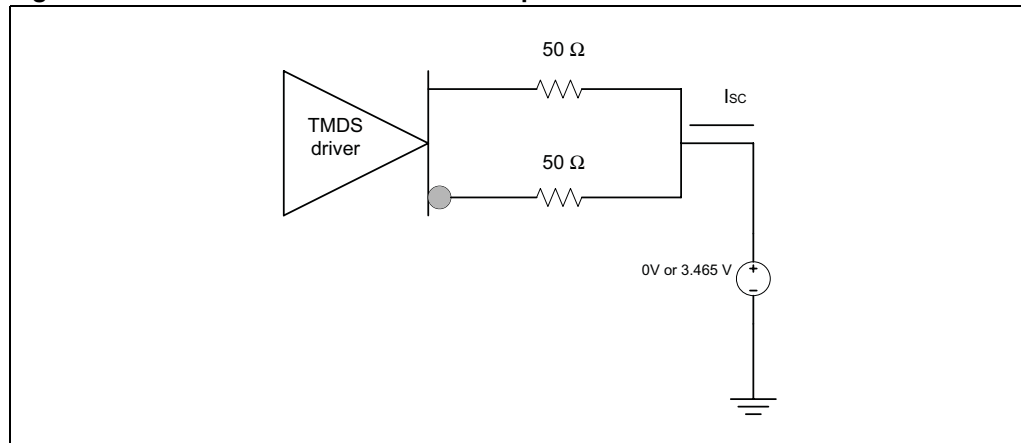 50 Ω
ISC
TMDS
driver
50 Ω
0V or 3.465 V
+
–